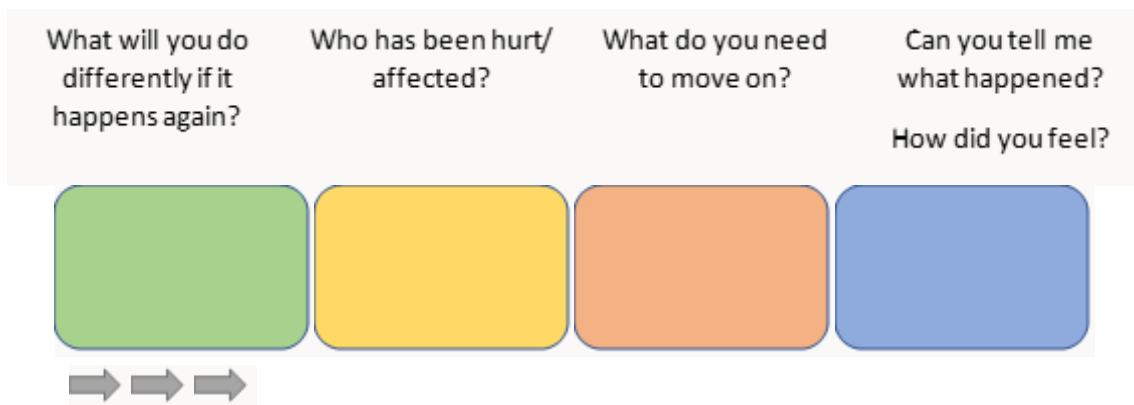 What will you do
differently if it
happens again?
Who has been hurt/
affected?
What do you need
to move on?
Can you tell me
what happened?
How did you feel?